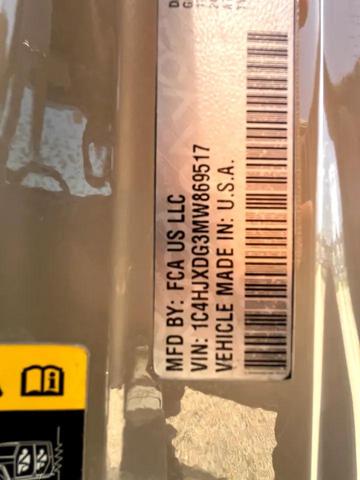 MFD BY: FCA US LLC
VIN: 1C4HJXDG3MW869517
VEHICLE MADE IN: U.S.A.